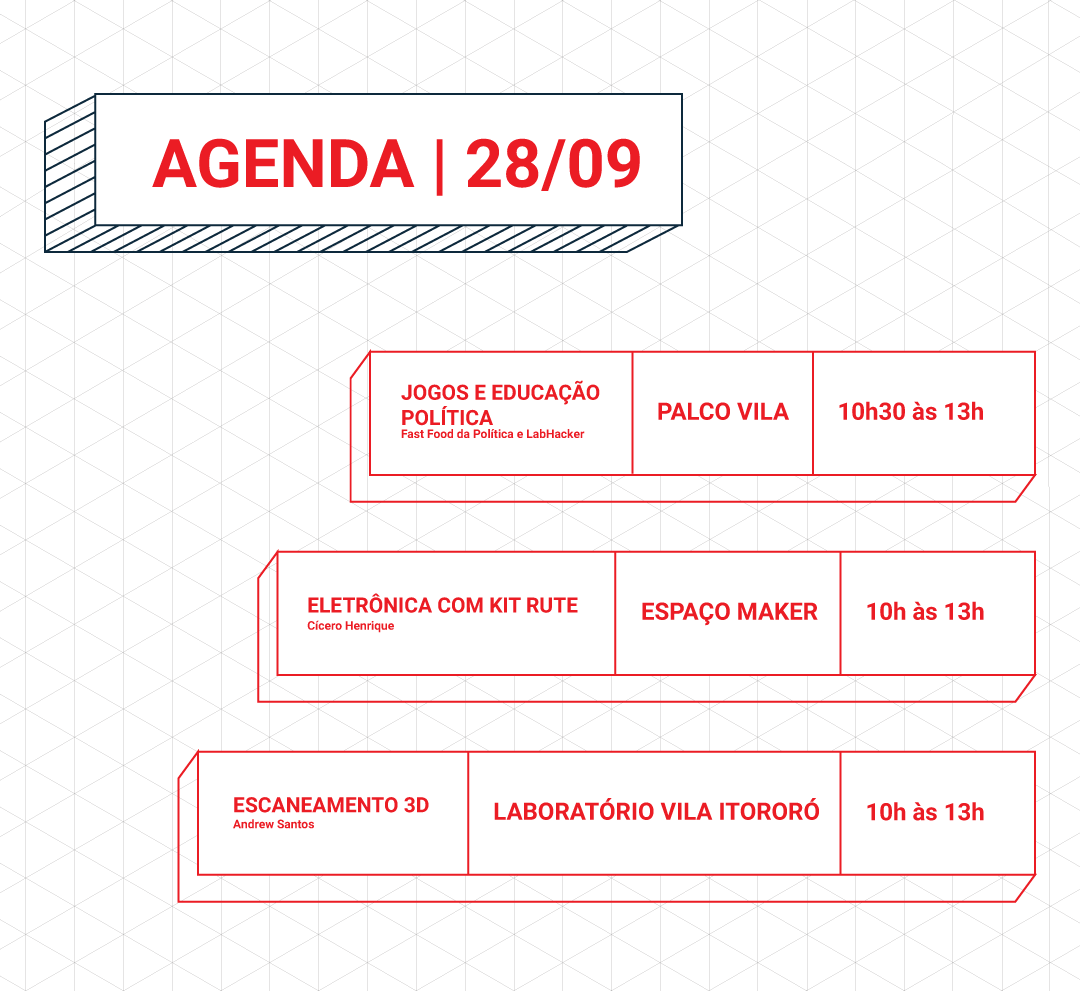 AGENDA | 28/09
JOGOS E EDUCAÇÃO
POLÍTICA
Fast Food da Política e LabHacker
PALCO VILA
10h30 às 13h
ELETRÔNICA COM KIT RUTE
Cícero Henrique
ESPAÇO MAKER
10h às 13h
ESCANEAMENTO 3D
Andrew Santos
LABORATÓRIO VILA ITORORÓ
10h às 13h